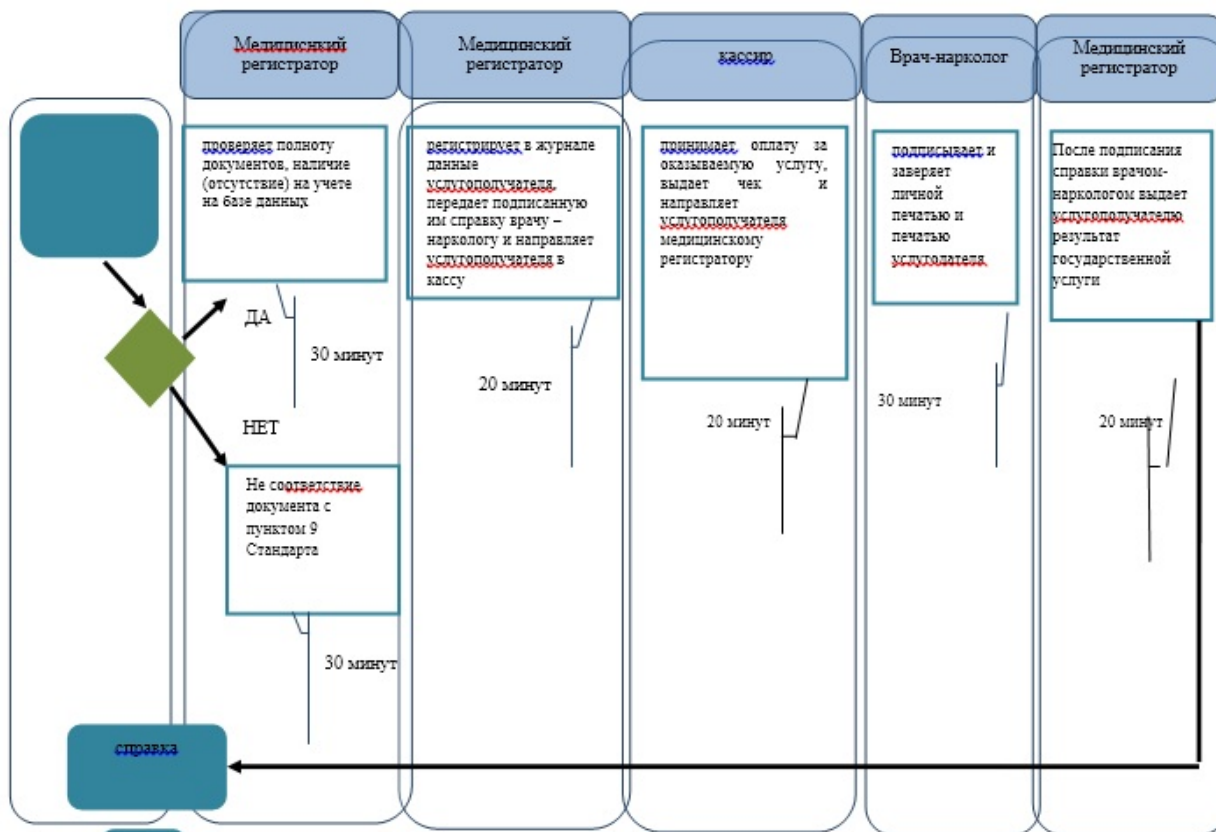 Медписнкий
регистратор
Медицинский
регистратор
кассир
Врач-нарколог
Медицинский
регистратор
проверяет полноту
документов, наличие
(отсутствие) на учете
на базе данных
регистрирует в журнале
данные
услугополучателя,
передает подписанную
им справку врачу –
наркологу и направляет
услугополучателя в
кассу
принимает оплату за
оказываемую услугу,
выдает чек и
направляет
услугополучателя
медицинскому
регистратору
подписывает и
заверяет
личной
печатью и
печатью
услугодателя
После подписания
справки врачом-
наркологом выдает
услугополучателю
результат
государственной
услуги
ДА
30 минут
20 минут
20 минут
30 минут
20 минут
НЕТ
Не соответствие
документа с
пунктом 9
Стандарта
30 минут
справка